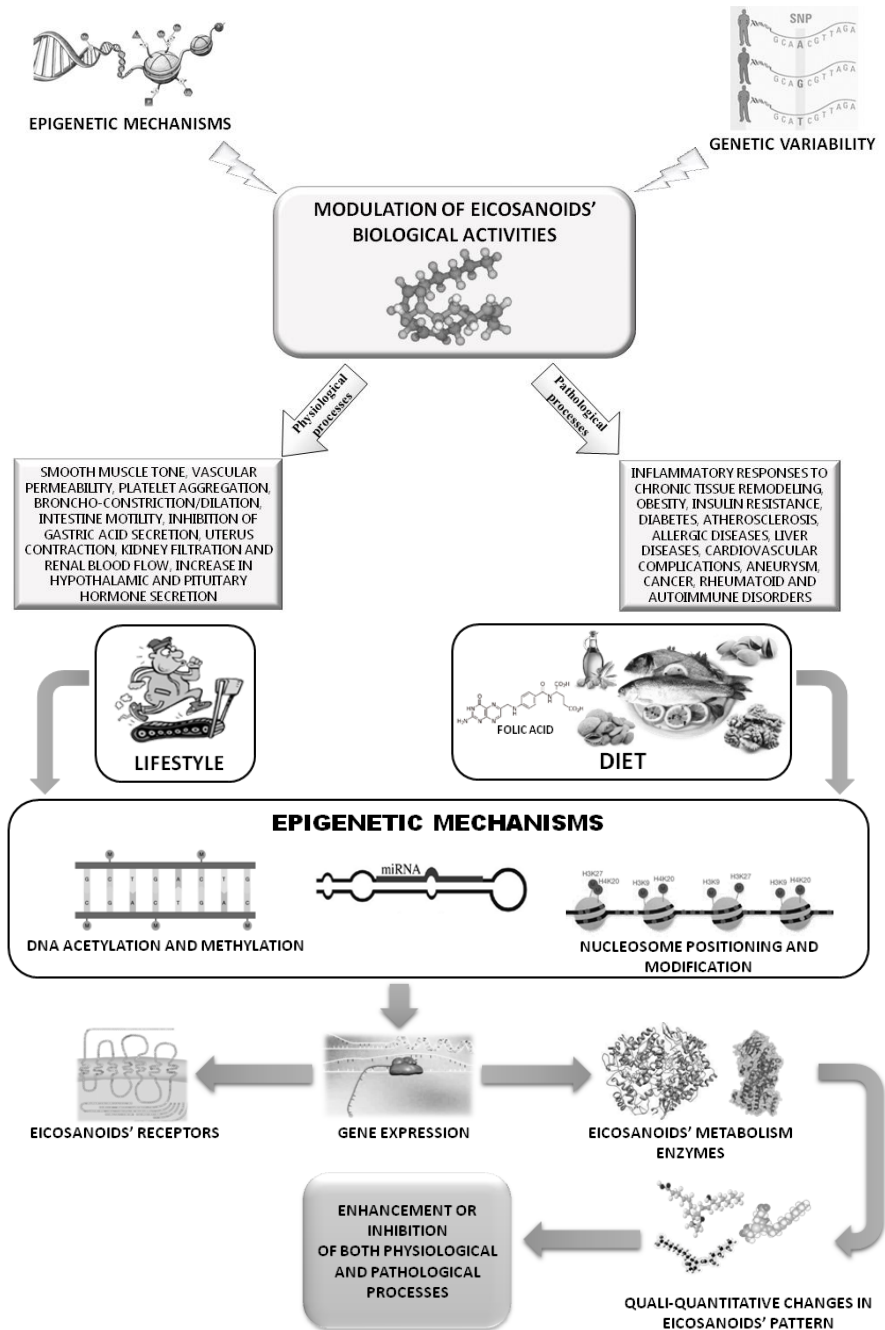 SNP
GCAACGTTAGA
GCAGCGTTAGA
GCATCGTTAGA
EPIGENETIC MECHANISMS
GENETIC VARIABILITY
MODULATION OF EICOSANOIDS’
BIOLOGICAL ACTIVITIES
Physiological
processes
Pathological
processes
SMOOTH MUSCLE TONE, VASCULAR
PERMEABILITY, PLATELET AGGREGATION,
BRONCHO-CONSTRICTION/DILATION,
INTESTINE MOTILITY, INHIBITION OF
GASTRIC ACID SECRETION, UTERUS
CONTRACTION, KIDNEY FILTRATION AND
RENAL BLOOD FLOW, INCREASE IN
HYPOTHALAMIC AND PITUITARY
HORMONE SECRETION
INFLAMMATORY RESPONSES TO
CHRONIC TISSUE REMODELING,
OBESITY, INSULIN RESISTANCE,
DIABETES, ATHEROSCLEROSIS,
ALLERGIC DISEASES, LIVER
DISEASES, CARDIOVASCULAR
COMPLICATIONS, ANEURYSM,
CANCER, RHEUMATOID AND
AUTOIMMUNE DISORDERS
LIFESTYLE
O
HN
H₂N
N
N
N
N
H
O
N
H
CO₂H
CO₂H
FOLIC ACID
DIET
EPIGENETIC MECHANISMS
M M
G C T G A C T G
C G A C T G A C
M M M
DNA ACETYLATION AND METHYLATION
miRNA
H3K27
H4K20
H3K9
H4K20
H3K9
H3K27
H3K9
H4K20
NUCLEOSOME POSITIONING AND
MODIFICATION
EICOSANOIDS’ RECEPTORS
GENE EXPRESSION
EICOSANOIDS’ METABOLISM
ENZYMES
ENHANCEMENT OR
INHIBITION
OF BOTH PHYSIOLOGICAL
AND PATHOLOGICAL
PROCESSES
QUALI-QUANTITATIVE CHANGES IN
EICOSANOIDS’ PATTERN